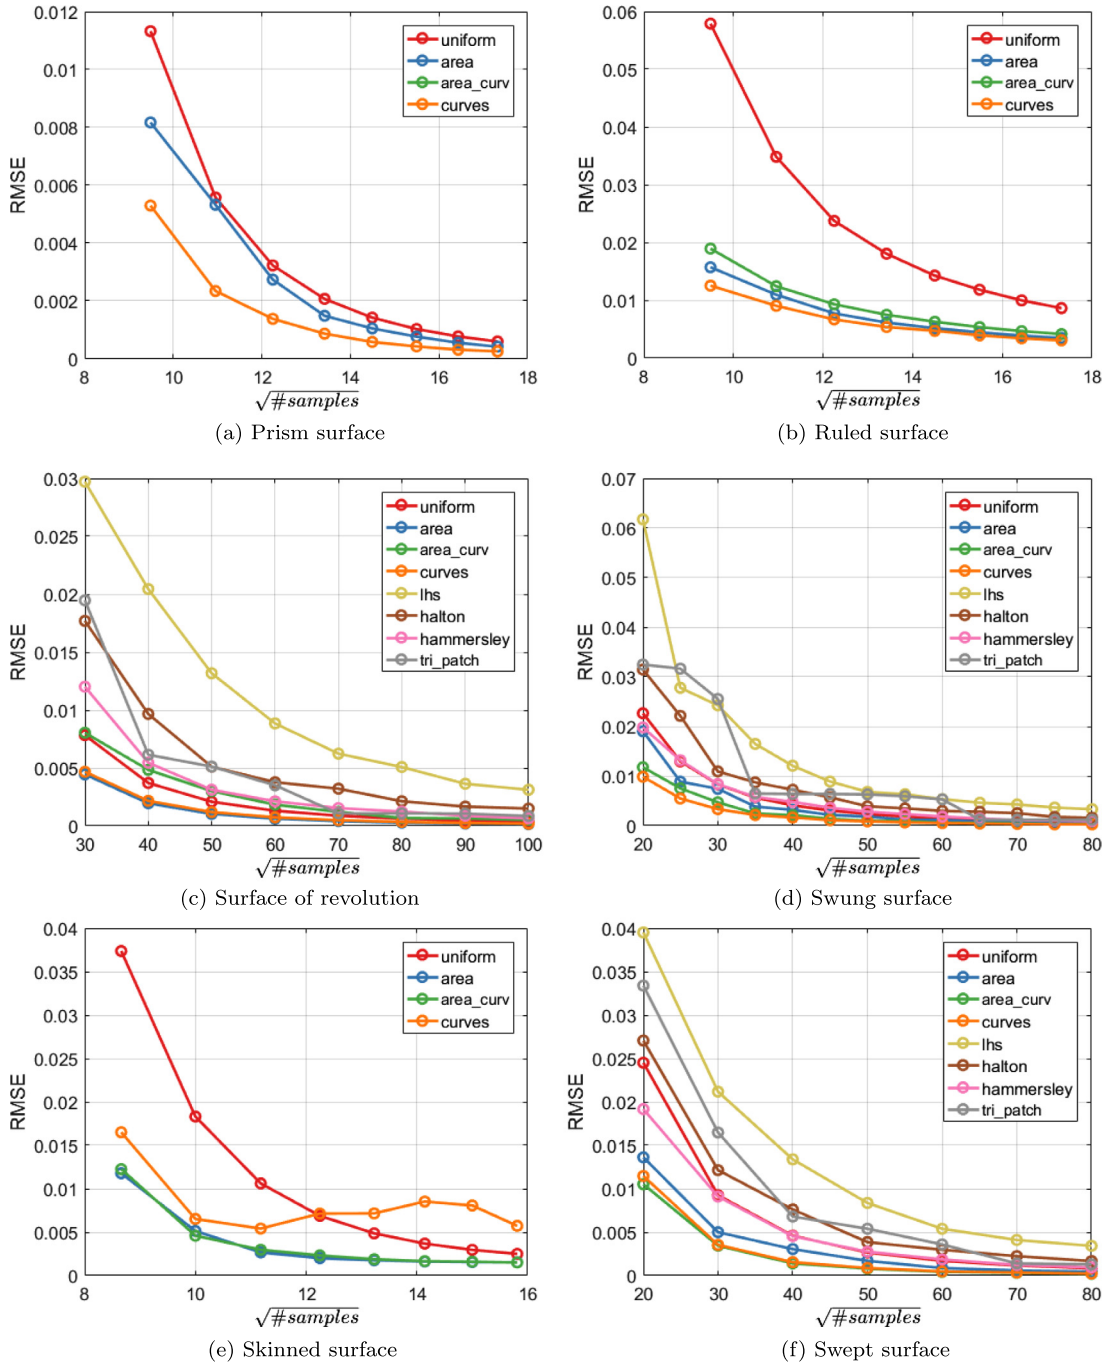 0.012
0.01
0.008
0.006
0.004
0.002
0
RMSE
8 10 12 14 16 18
√#samples
uniform
area
area_curv
curves
(a) Prism surface
0.06
0.05
0.04
0.03
0.02
0.01
0
RMSE
8 10 12 14 16 18
√#samples
uniform
area
area_curv
curves
(b) Ruled surface
0.03
0.025
0.02
0.015
0.01
0.005
0
RMSE
30 40 50 60 70 80 90 100
√#samples
uniform
area
area_curv
curves
lhs
halton
hammersley
tri_patch
(c) Surface of revolution
0.07
0.06
0.05
0.04
0.03
0.02
0.01
0
RMSE
20 30 40 50 60 70 80
√#samples
uniform
area
area_curv
curves
lhs
halton
hammersley
tri_patch
(d) Swung surface
0.04
0.035
0.03
0.025
0.02
0.015
0.01
0.005
0
RMSE
8 10 12 14 16
√#samples
uniform
area
area_curv
curves
(e) Skinned surface
0.04
0.035
0.03
0.025
0.02
0.015
0.01
0.005
0
RMSE
20 30 40 50 60 70 80
√#samples
uniform
area
area_curv
curves
lhs
halton
hammersley
tri_patch
(f) Swept surface